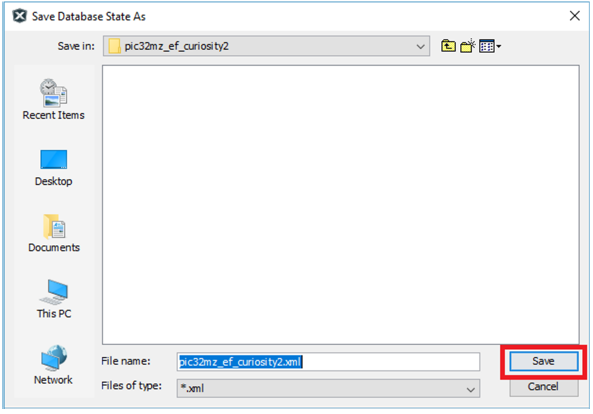 Save Database State As
Save in: pic32mz_ef_curiosity2
Recent Items
Desktop
Documents
This PC
Network
File name: pic32mz_ef_curiosity2.xml Save
Files of type: *.xml Cancel